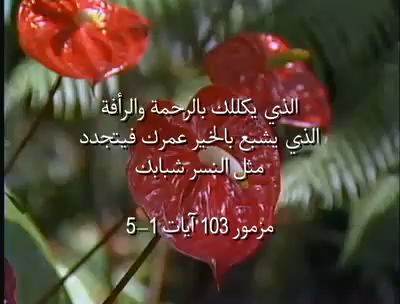 الذي يكللك بالرحمة والرأفة
الذي يشبع بالخير عمرك فيتجدد
مثل النسر شبابك
مزمور 103 آيات 1–5